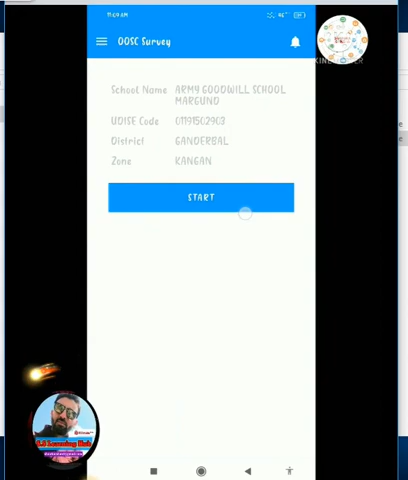 11:09 AM
OOSC Survey
KINEMASTER
School Name ARMY GOODWILL SCHOOL
MARGUND
UDISE Code 01191502903
District GANDERBAL
Zone KANGAN
START